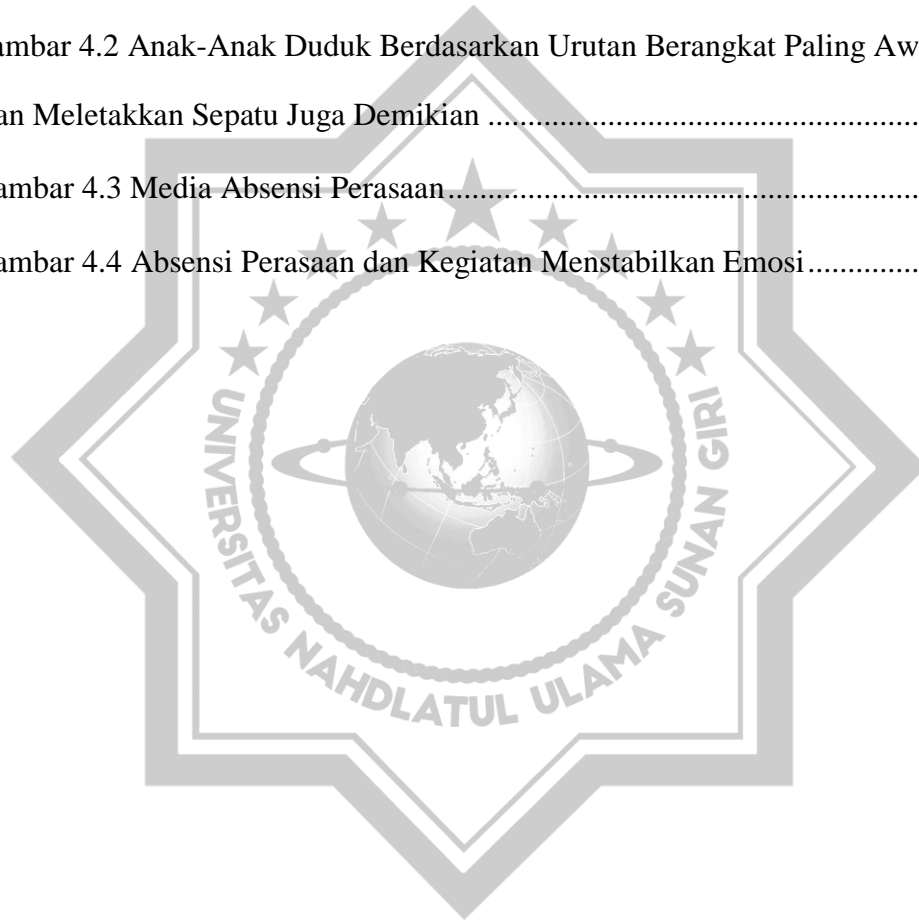 ambar 4.2 Anak-Anak Duduk Berdasarkan Urutan Berangkat Paling Aw
an Meletakkan Sepatu Juga Demikian ..............................................
ambar 4.3 Media Absensi Perasaan...................................................
ambar 4.4 Absensi Perasaan dan Kegiatan Menstabilkan Emosi............
UNIVERSITAS NAHDLATUL ULAMA SUNAN GIRI